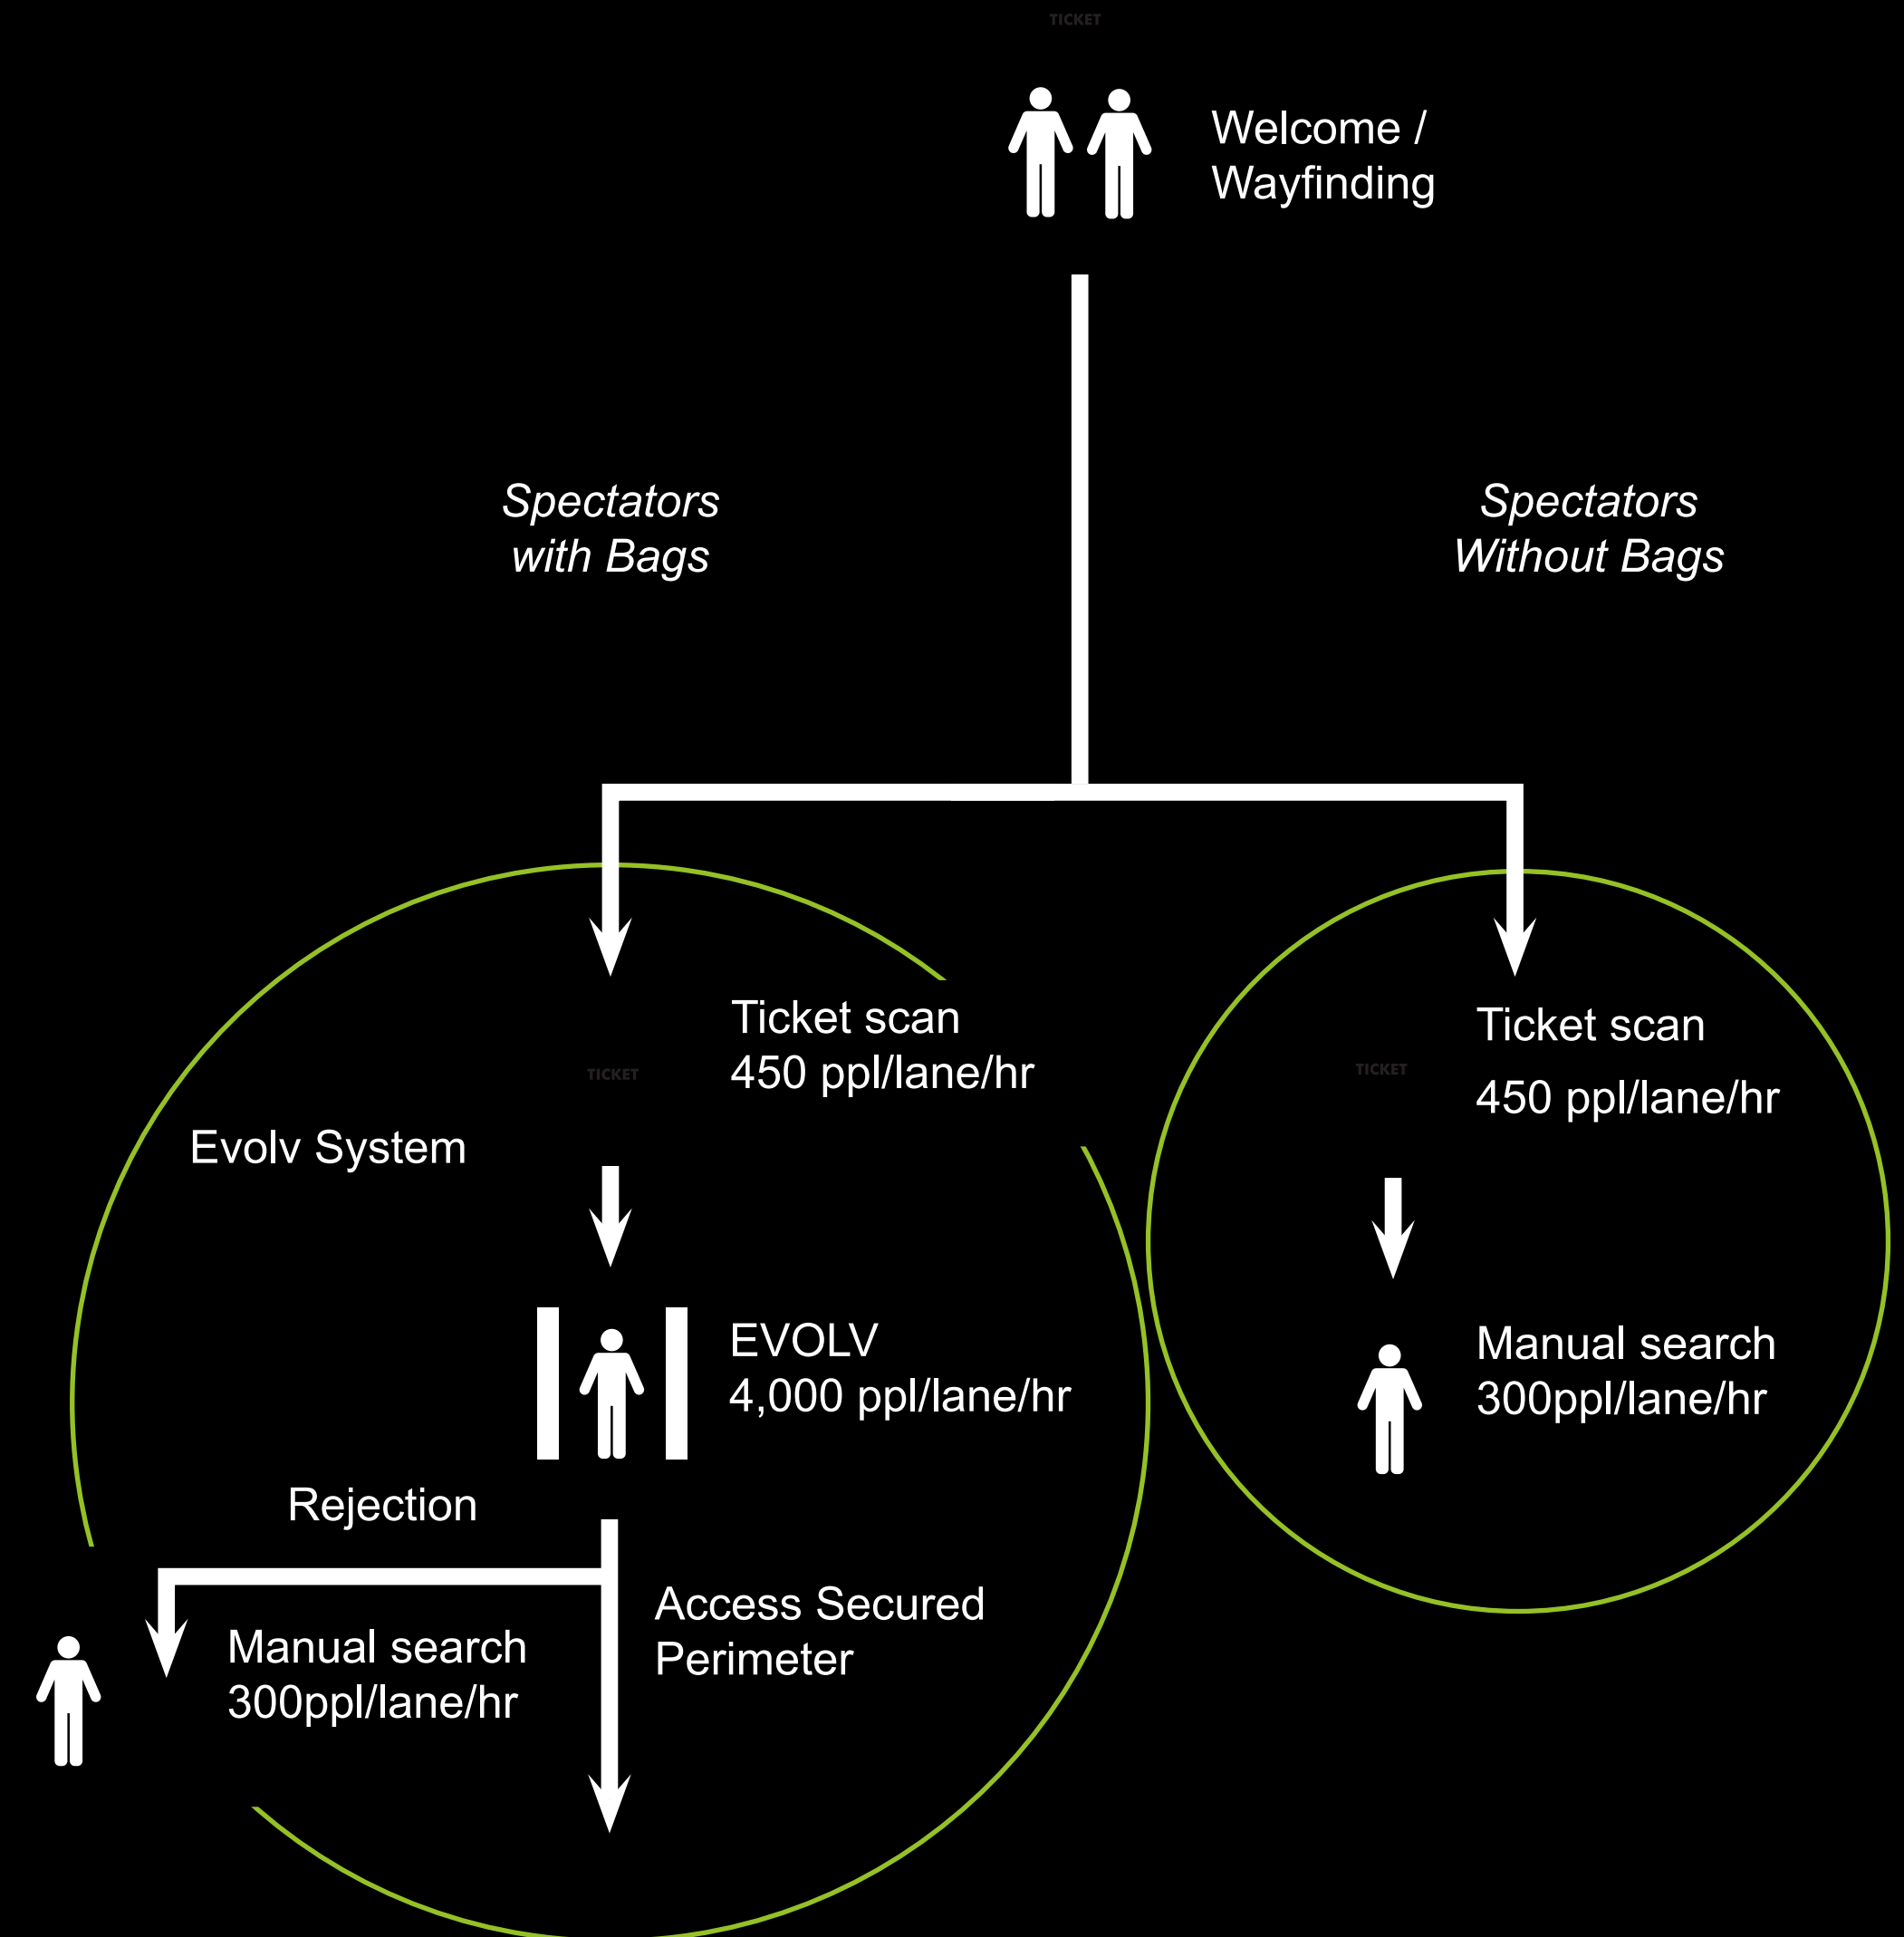 TICKET
Welcome /
Wayfinding
Spectators
with Bags
Spectators
Without Bags
Ticket scan
450 ppl/lane/hr
TICKET
Evolv System
EVOLV
4,000 ppl/lane/hr
Rejection
Manual search
300ppl/lane/hr
Access Secured
Perimeter
Ticket scan
450 ppl/lane/hr
TICKET
Manual search
300ppl/lane/hr